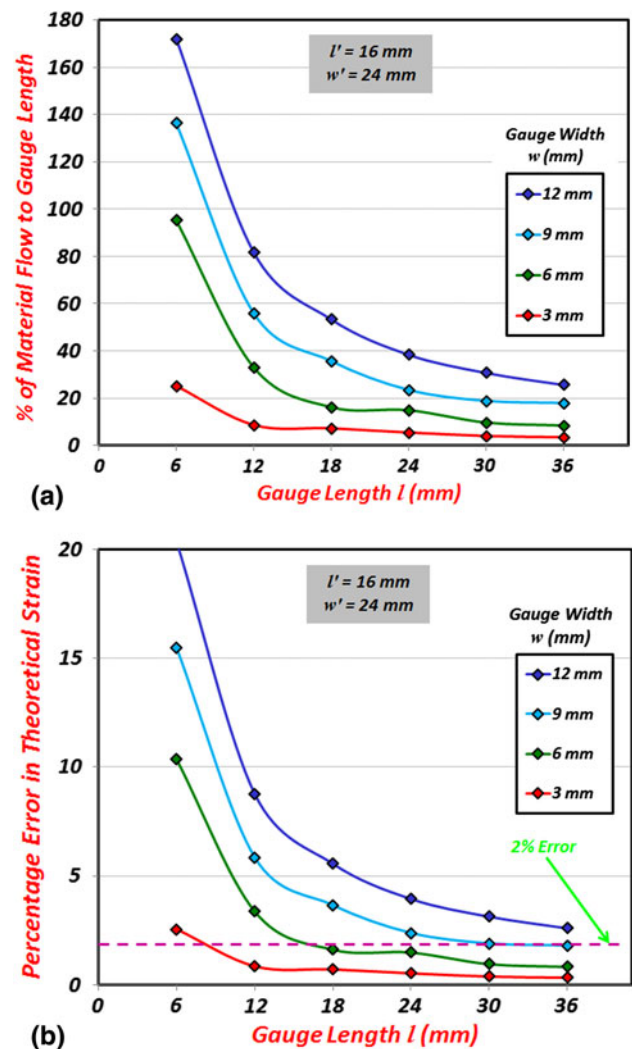 180
160
140
120
100
80
60
40
20
0
% of Material Flow to Gauge Length
l' = 16 mm
w' = 24 mm
Gauge Width
w (mm)
12 mm
9 mm
6 mm
3 mm
0 6 12 18 24 30 36
Gauge Length l (mm)
(a)
20
15
10
5
0
Percentage Error in Theoretical Strain
l' = 16 mm
w' = 24 mm
Gauge Width
w (mm)
12 mm
9 mm
6 mm
3 mm
2% Error
0 6 12 18 24 30 36
Gauge Length l (mm)
(b)